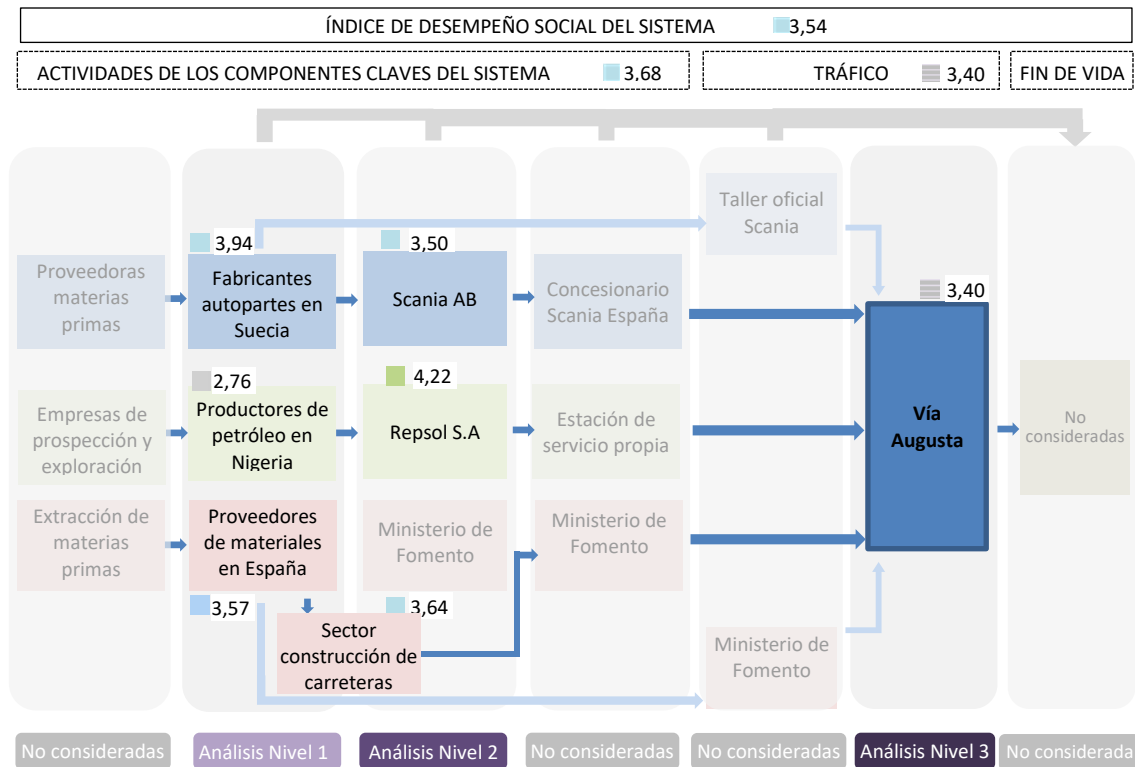 ÍNDICE DE DESEMPEÑO SOCIAL DEL SISTEMA 3,54
ACTIVIDADES DE LOS COMPONENTES CLAVES DEL SISTEMA 3.68
TRÁFICO 3,40
FIN DE VIDA
Taller oficial
Scania
3,94
3,50
3,40
Proveedoras
materias
primas
Fabricantes
autopartes en
Suecia
Scania AB
Concesionario
Scania España
2,76
4,22
Empresas de
prospección y
exploración
Productores de
petróleo en
Nigeria
Repsol S.A
Estación de
servicio propia
Vía
Augusta
No
consideradas
Extracción de
materias
primas
Proveedores
de materiales
en España
Ministerio de
Fomento
Ministerio de
Fomento
3,57
3,64
Sector
construcción de
carreteras
Ministerio de
Fomento
No consideradas
Análisis Nivel 1
Análisis Nivel 2
No consideradas
No consideradas
Análisis Nivel 3
No considerada